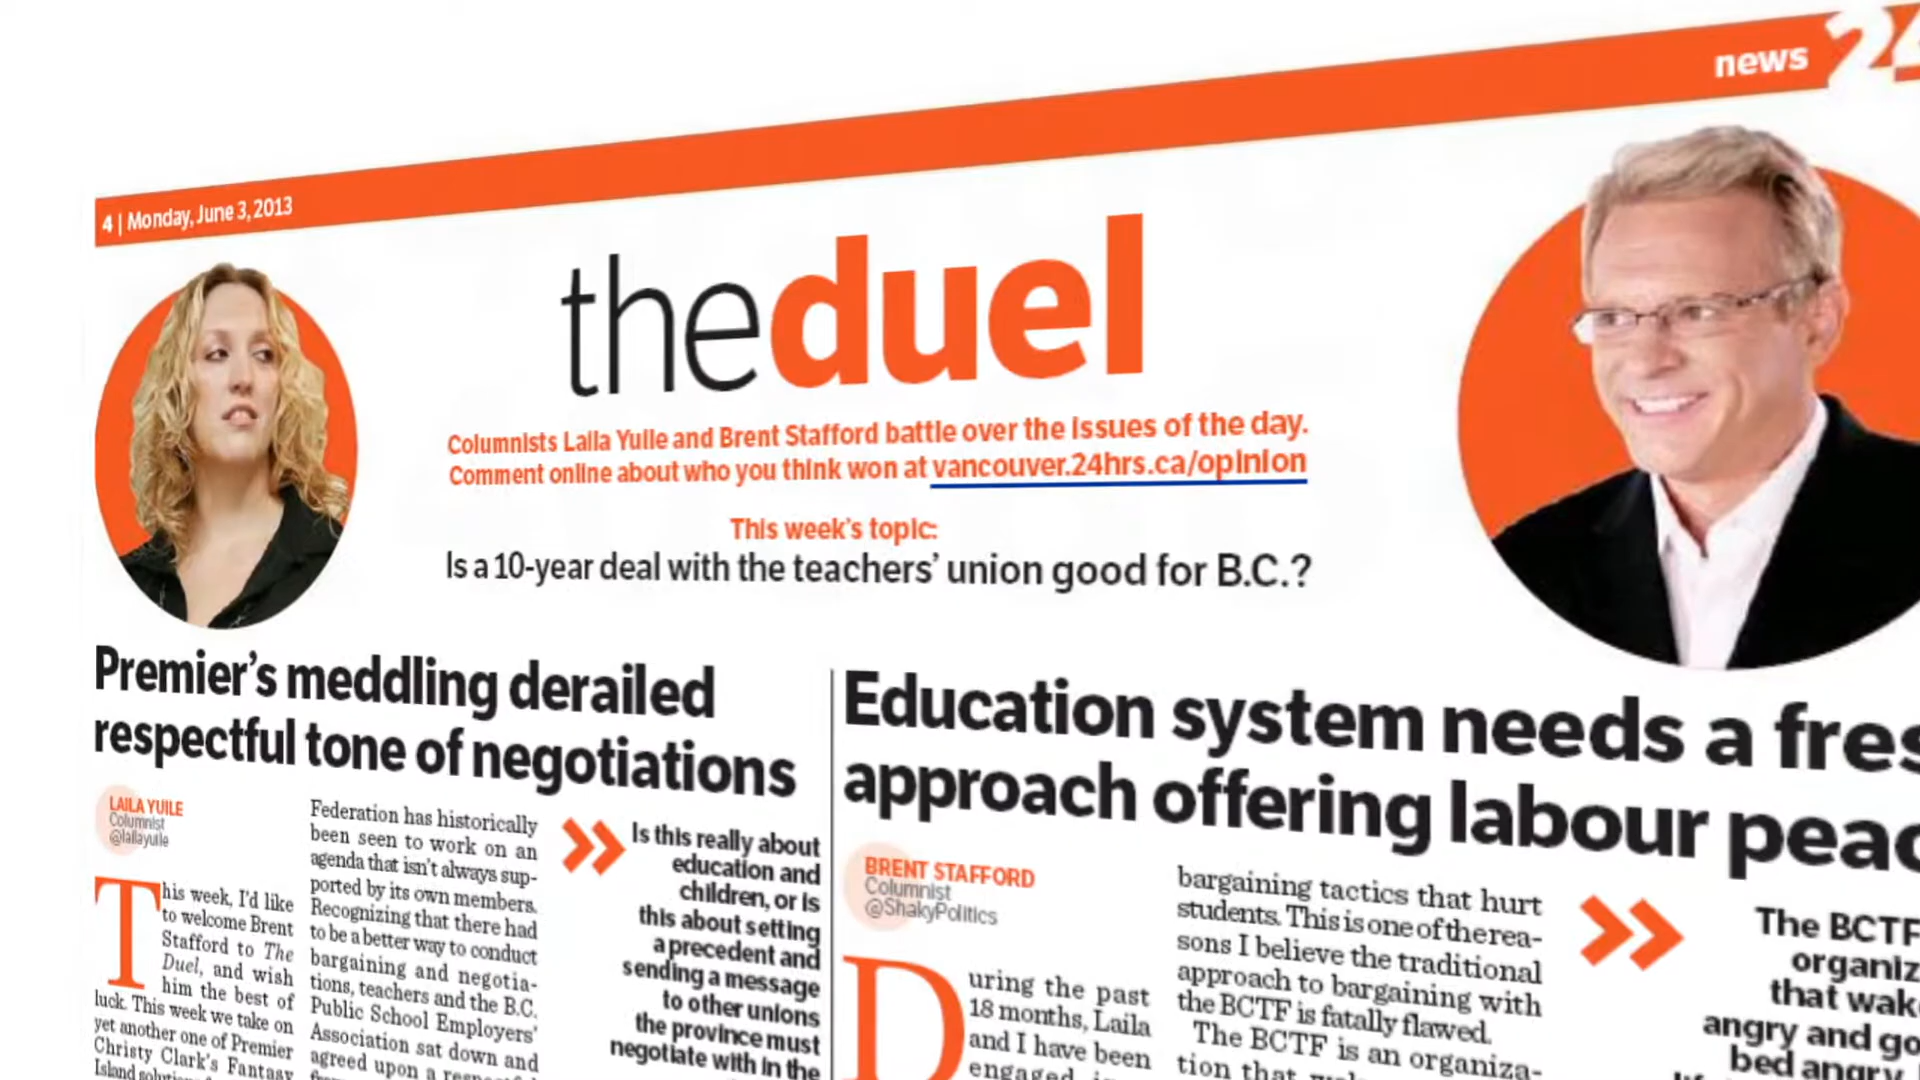 news 24
4 | Monday, June 3, 2013
theduel
Columnists Laila Yuile and Brent Stafford battle over the issues of the day.
Comment online about who you think won at vancouver.24hrs.ca/opinion
This week's topic:
Is a 10-year deal with the teachers' union good for B.C.?
Premier's meddling derailed
respectful tone of negotiations
LAILA YUILE
Columnist
@lailayuile
This week, I'd like
to welcome Brent
Stafford to The
Duel, and wish
him the best of
luck. This week we take on
yet another one of Premier
Christy Clark's Fantasy
Island
Federation has historically
been seen to work on an
agenda that isn't always sup-
ported by its own members.
Recognizing that there had
to be a better way to conduct
bargaining and negotia-
tions, teachers and the B.C.
Public School Employers'
Association sat down and
agreed upon a
Is this really about
education and
children, or is
this about setting
a precedent and
sending a message
to other unions
the province must
negotiate with in the
Education system needs a fres
approach offering labour peac
BRENT STAFFORD
Columnist
@ShakyPolitics
During the past
18 months, Laila
and I have been
engaged
bargaining tactics that hurt
students. This is one of the rea-
sons I believe the traditional
approach to bargaining with
the BCTF is fatally flawed.
The BCTF is an organiza-
tion that
The BCTF
organiz
that wak
angry and go
bed angry